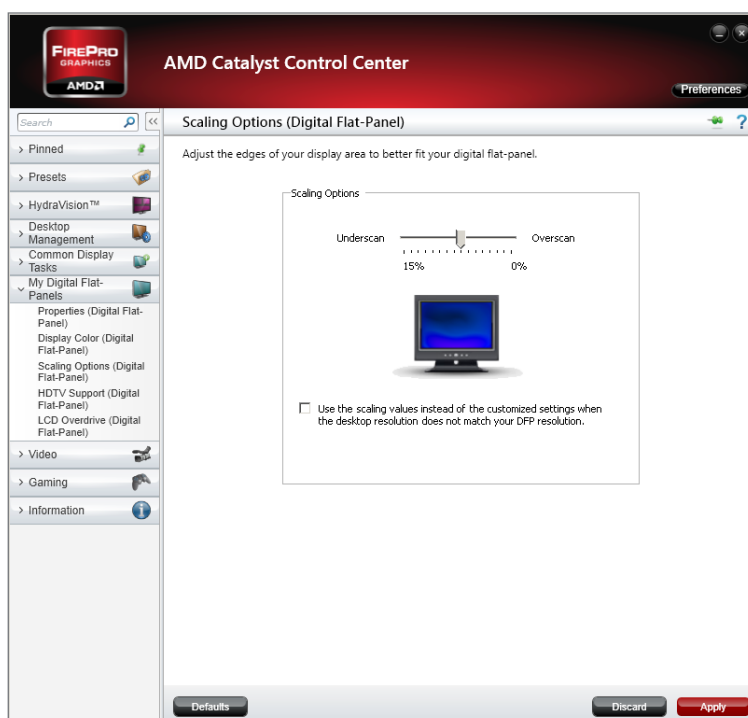 FIREPRO
GRAPHICS
AMD
AMD Catalyst Control Center
Preferences
Search
<<
Scaling Options (Digital Flat-Panel)
?
> Pinned
> Presets
> HydraVision™
> Desktop
Management
> Common Display
Tasks
My Digital Flat-
Panels
Properties (Digital Flat-
Panel)
Display Color (Digital
Flat-Panel)
Scaling Options (Digital
Flat-Panel)
HDTV Support (Digital
Flat-Panel)
LCD Overdrive (Digital
Flat-Panel)
> Video
> Gaming
> Information
Adjust the edges of your display area to better fit your digital flat-panel.
Scaling Options
Underscan Overscan
15% 0%
Use the scaling values instead of the customized settings when
the desktop resolution does not match your DFP resolution.
Defaults Discard Apply